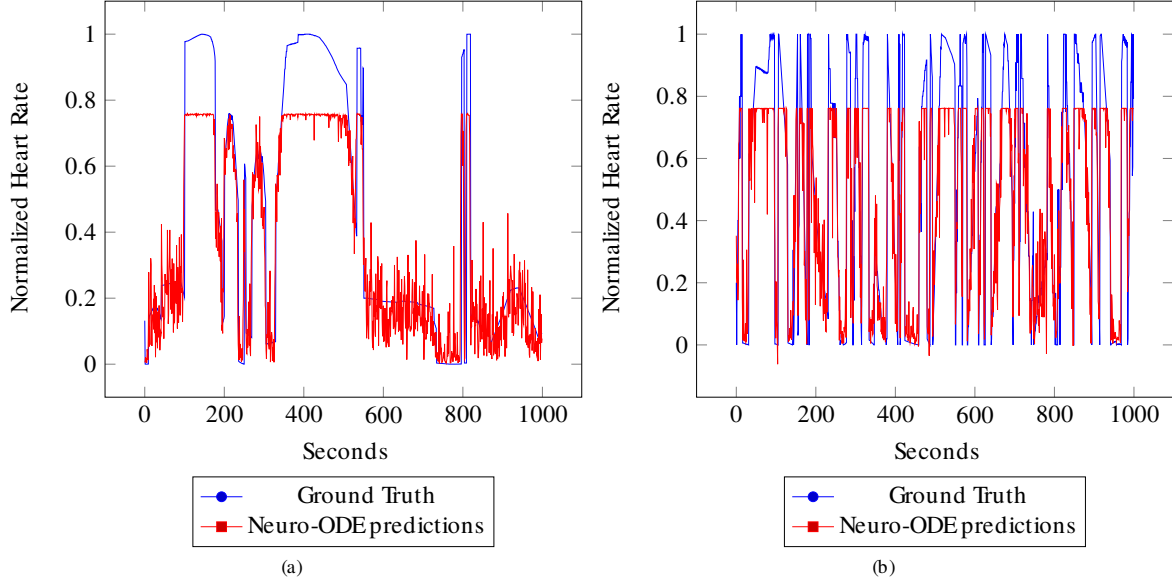 1
0.8
0.6
0.4
0.2
0
Normalized Heart Rate
0 200 400 600 800 1000
Seconds
Ground Truth
Neuro-ODE predictions
(a)
1
0.8
0.6
0.4
0.2
0
Normalized Heart Rate
0 200 400 600 800 1000
Seconds
Ground Truth
Neuro-ODE predictions
(b)